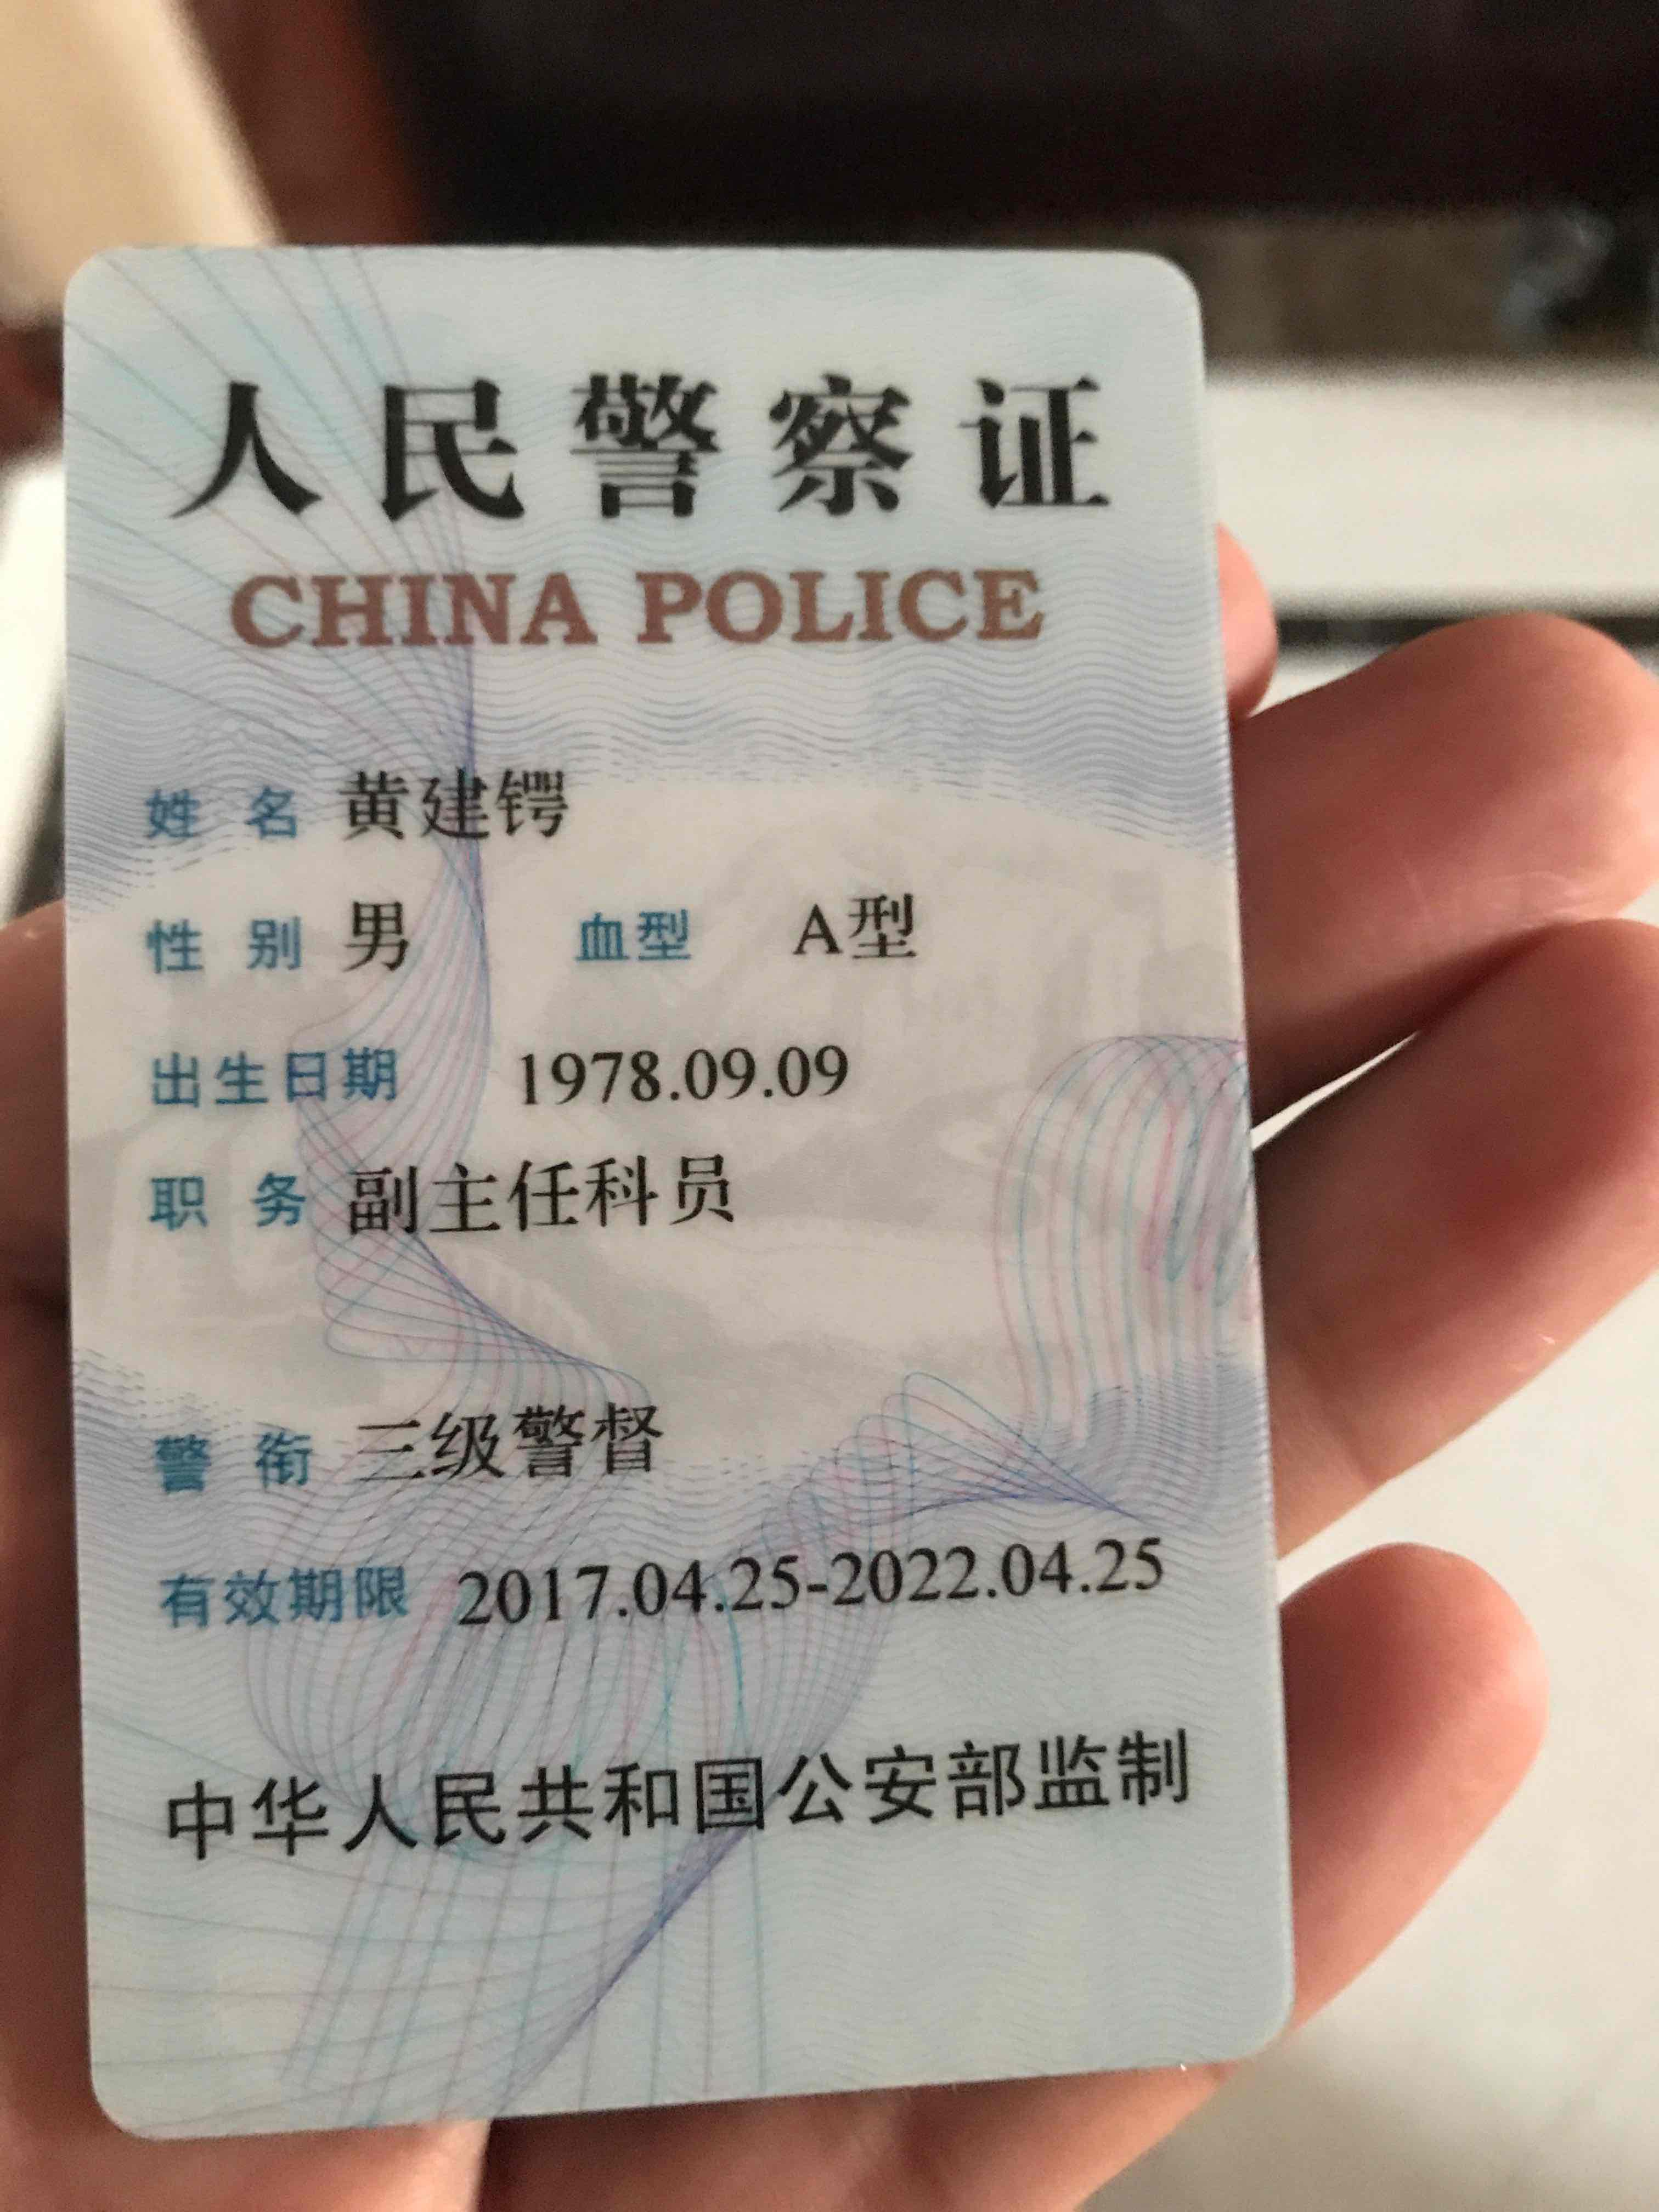 人民警察证
CHINA POLICE
姓名 黄建锷
性别 男 血型 A型
出生日期 1978.09.09
职务 副主任科员
警衔 三级警督
有效期限 2017.04.25-2022.04.25
中华人民共和国公安部监制